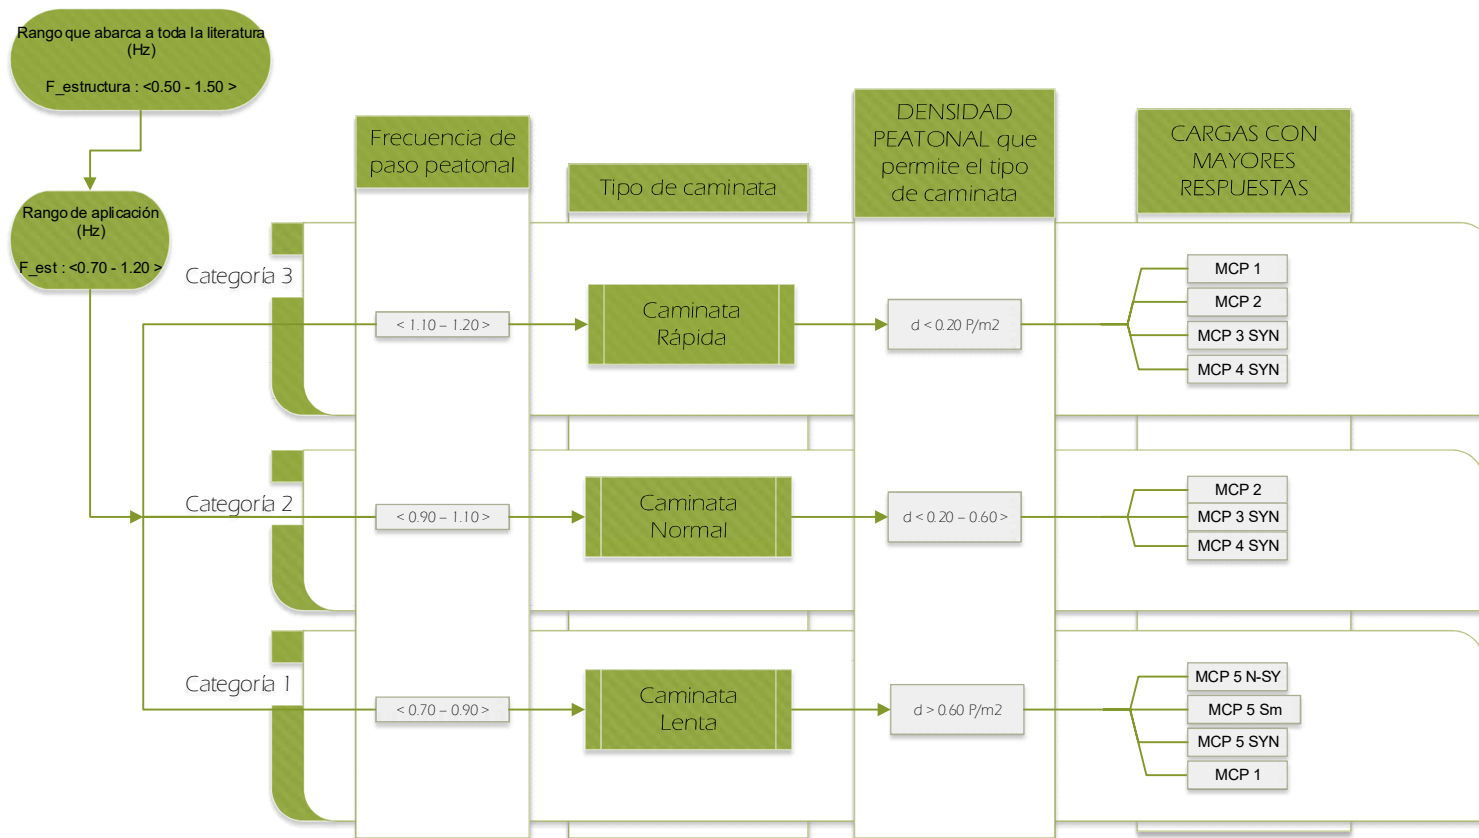 Rango que abarca a toda la literatura
(Hz)
F_estructura : <0.50 - 1.50 >
Rango de aplicación
(Hz)
F_est : <0.70 - 1.20 >
Frecuencia de
paso peatonal
Tipo de caminata
DENSIDAD
PEATONAL que
permite el tipo
de caminata
CARGAS CON
MAYORES
RESPUESTAS
Categoría 3
< 1.10 – 1.20 >
Caminata
Rápida
d < 0.20 P/m2
MCP 1
MCP 2
MCP 3 SYN
MCP 4 SYN
Categoría 2
< 0.90 – 1.10 >
Caminata
Normal
d < 0.20 – 0.60 >
MCP 2
MCP 3 SYN
MCP 4 SYN
Categoría 1
< 0.70 – 0.90 >
Caminata
Lenta
d > 0.60 P/m2
MCP 5 N-SY
MCP 5 Sm
MCP 5 SYN
MCP 1